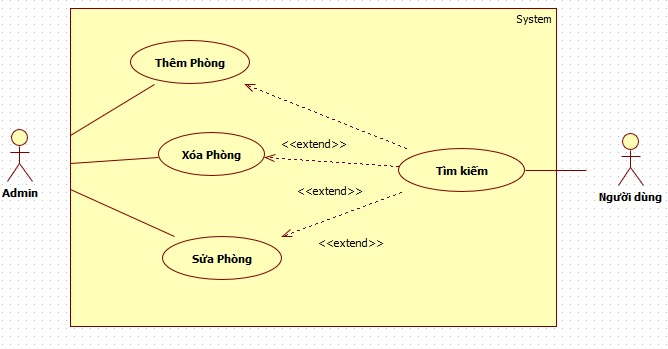 System
Thêm Phòng
<<extend>>
Xóa Phòng
Tìm kiếm
Admin
<<extend>>
Người dùng
<<extend>>
Sửa Phòng